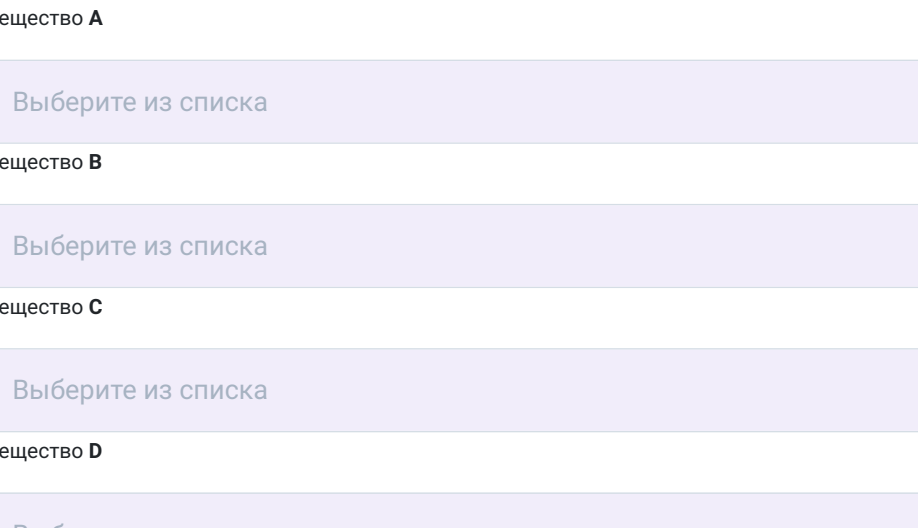 ещество A
Выберите из списка
ещество B
Выберите из списка
ещество C
Выберите из списка
ещество D